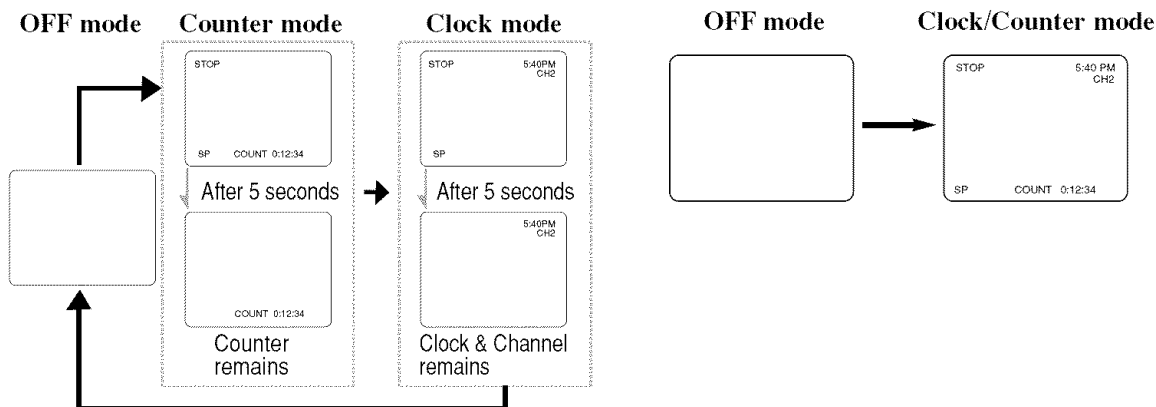 OFF mode
Counter mode
Clock mode
STOP
SP COUNT 0:12:34
After 5 seconds
COUNT 0:12:34
Counter
remains
STOP 5:40PM
CH2
SP
After 5 seconds
5:40PM
CH2
Clock & Channel
remains
OFF mode
Clock/Counter mode
STOP 5:40 PM
CH2
SP COUNT 0:12:34